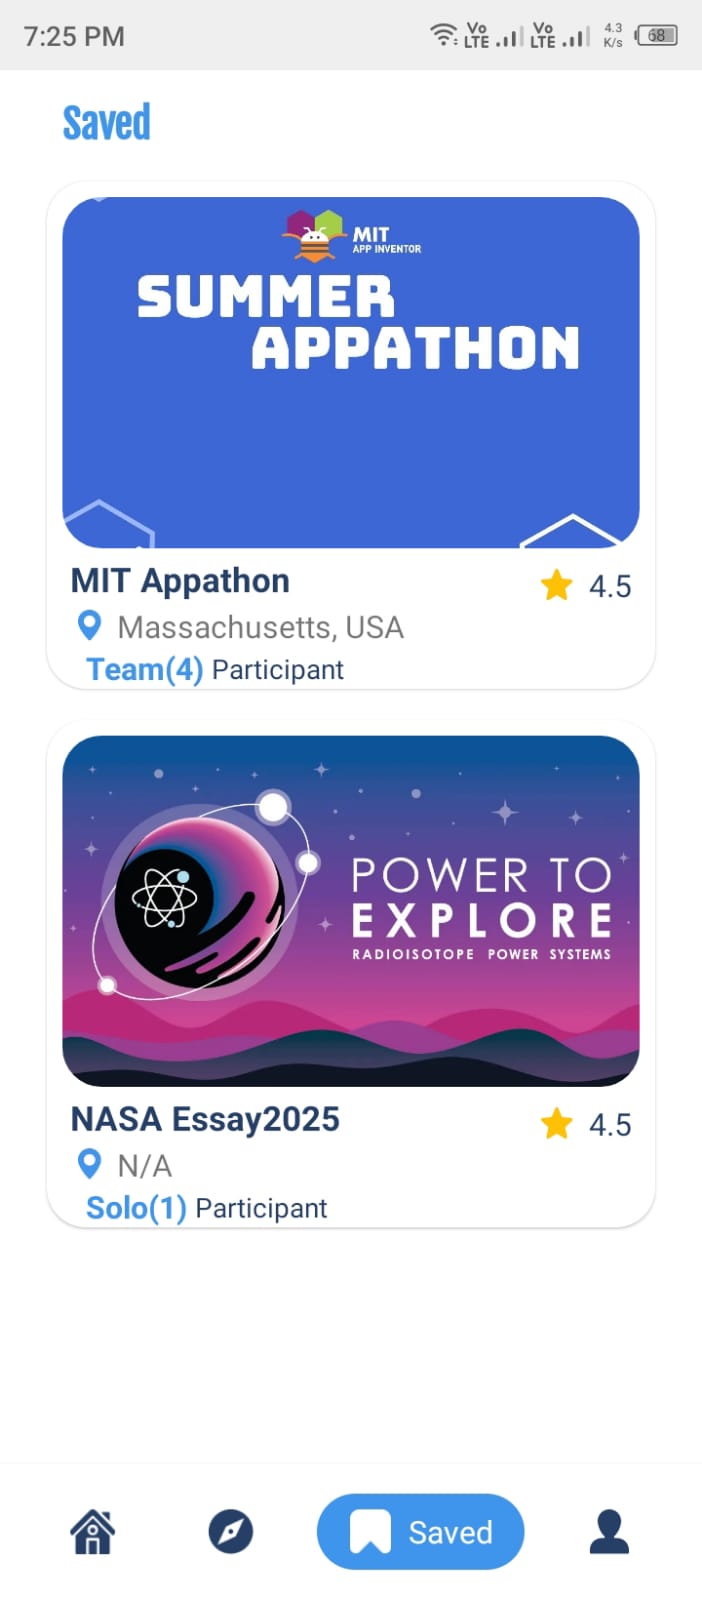 7:25 PM
Vo LTE Vo LTE 4.3 K/s 68
Saved
MIT
APP INVENTOR
SUMMER
APPATHON
MIT Appathon
4.5
Massachusetts, USA
Team(4) Participant
POWER TO
EXPLORE
RADIOISOTOPE POWER SYSTEMS
NASA Essay2025
4.5
N/A
Solo(1) Participant
Saved